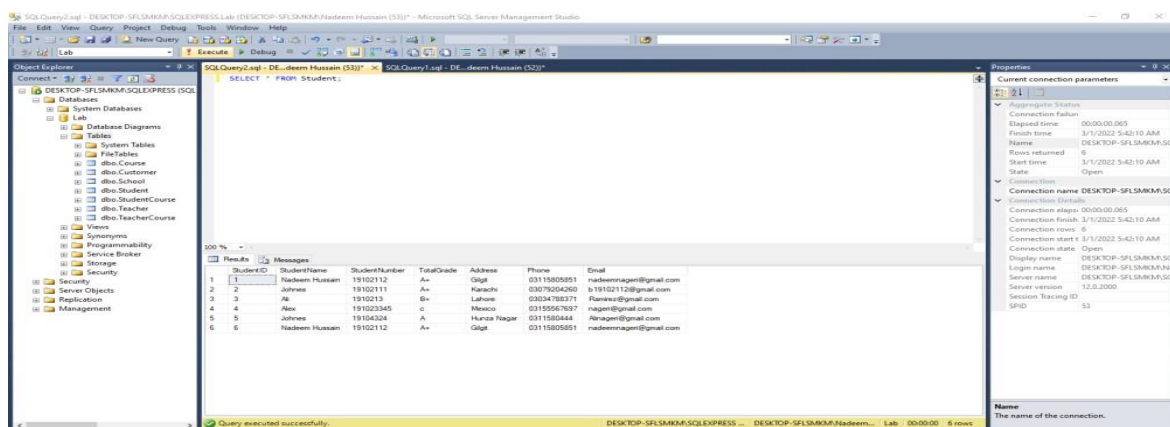 SQLQuery2.sql - DESKTOP-SFLSMKM\SQLEXPRESS.Lab (DESKTOP-SFLSMKM\Nadeem Hussain (53))* - Microsoft SQL Server Management Studio
File Edit View Query Project Debug Tools Window Help
New Query
Lab Execute Debug
Object Explorer
Connect
DESKTOP-SFLSMKM\SQLEXPRESS (SQL
Databases
System Databases
Lab
Database Diagrams
Tables
System Tables
FileTables
dbo.Course
dbo.Customer
dbo.School
dbo.Student
dbo.StudentCourse
dbo.Teacher
dbo.TeacherCourse
Views
Synonyms
Programmability
Service Broker
Storage
Security
Security
Server Objects
Replication
Management
SQLQuery2.sql - DE...deem Hussain (53))* SQLQuery1.sql - DE...deem Hussain (52))*
SELECT * FROM Student;
100 %
Results Messages
StudentID StudentName StudentNumber TotalGrade Address Phone Email
1 1 Nadeem Hussain 19102112 A+ Gilgit 03115805851 nadeemnageri@gmail.com
2 2 Johnes 19102111 A+ Karachi 03079204260 b.19102112@gmail.com
3 3 Ali 1910213 B+ Lahore 03034788371 Ramirez@gmail.com
4 4 Alex 191023345 c Mexico 03155567697 nageri@gmail.com
5 5 Johnes 19104324 A Hunza Nagar 0311580444 Alinageri@gmail.com
6 6 Nadeem Hussain 19102112 A+ Gilgit 03115805851 nadeemnageri@gmail.com
Query executed successfully. DESKTOP-SFLSMKM\SQLEXPRESS ... DESKTOP-SFLSMKM\Nadeem... Lab 00:00:00 6 rows
Properties
Current connection parameters
Aggregate Status
Connection failur
Elapsed time 00:00:00.065
Finish time 3/1/2022 5:42:10 AM
Name DESKTOP-SFLSMKM\SQ
Rows returned 6
Start time 3/1/2022 5:42:10 AM
State Open
Connection
Connection name DESKTOP-SFLSMKM\SQ
Connection Details
Connection elaps 00:00:00.065
Connection finish 3/1/2022 5:42:10 AM
Connection rows 6
Connection start t 3/1/2022 5:42:10 AM
Connection state Open
Display name DESKTOP-SFLSMKM\SQ
Login name DESKTOP-SFLSMKM\N
Server name DESKTOP-SFLSMKM\SQ
Server version 12.0.2000
Session Tracing ID
SPID 53
Name
The name of the connection.